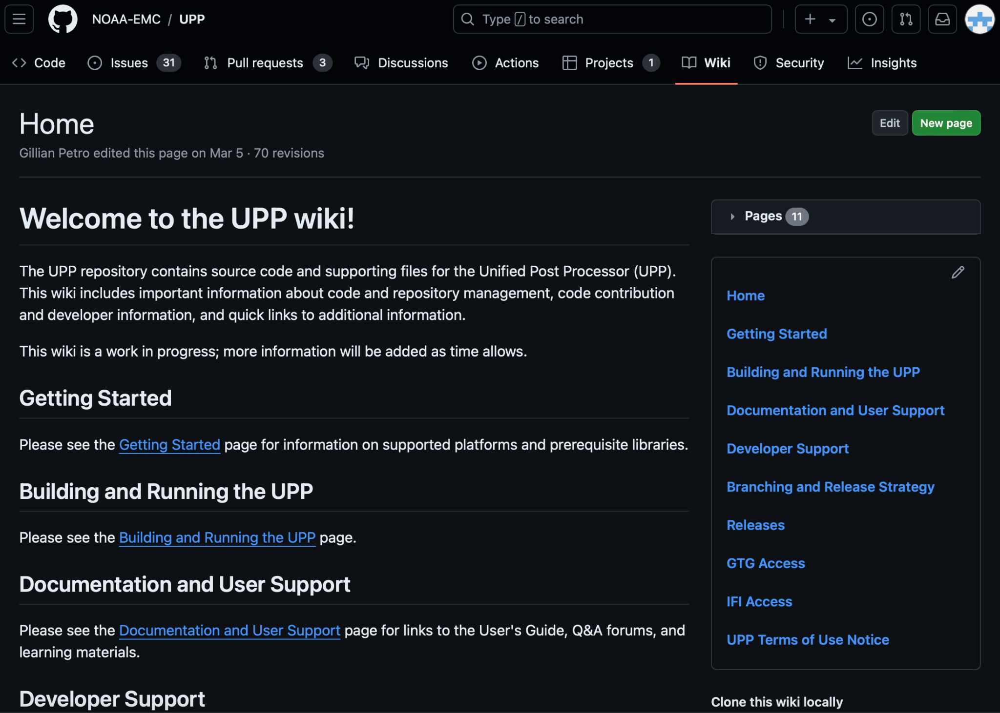 NOAA-EMC / UPP
Type / to search
Code
Issues 31
Pull requests 3
Discussions
Actions
Projects 1
Wiki
Security
Insights
Home
Edit
New page
Gillian Petro edited this page on Mar 5 · 70 revisions
Welcome to the UPP wiki!
The UPP repository contains source code and supporting files for the Unified Post Processor (UPP).
This wiki includes important information about code and repository management, code contribution
and developer information, and quick links to additional information.
This wiki is a work in progress; more information will be added as time allows.
Getting Started
Please see the Getting Started page for information on supported platforms and prerequisite libraries.
Building and Running the UPP
Please see the Building and Running the UPP page.
Documentation and User Support
Please see the Documentation and User Support page for links to the User's Guide, Q&A forums, and
learning materials.
Developer Support
Pages 11
Home
Getting Started
Building and Running the UPP
Documentation and User Support
Developer Support
Branching and Release Strategy
Releases
GTG Access
IFI Access
UPP Terms of Use Notice
Clone this wiki locally